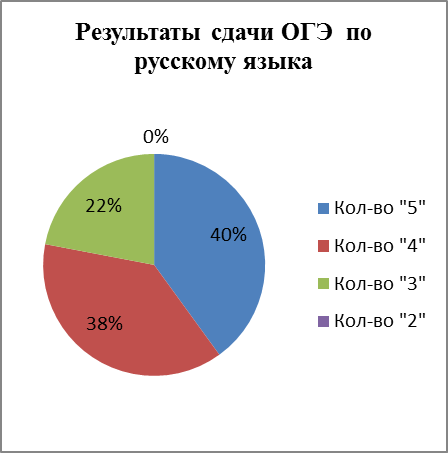 Результаты сдачи ОГЭ по
русскому языка
0%
22%
40%
38%
Кол-во "5"
Кол-во "4"
Кол-во "3"
Кол-во "2"